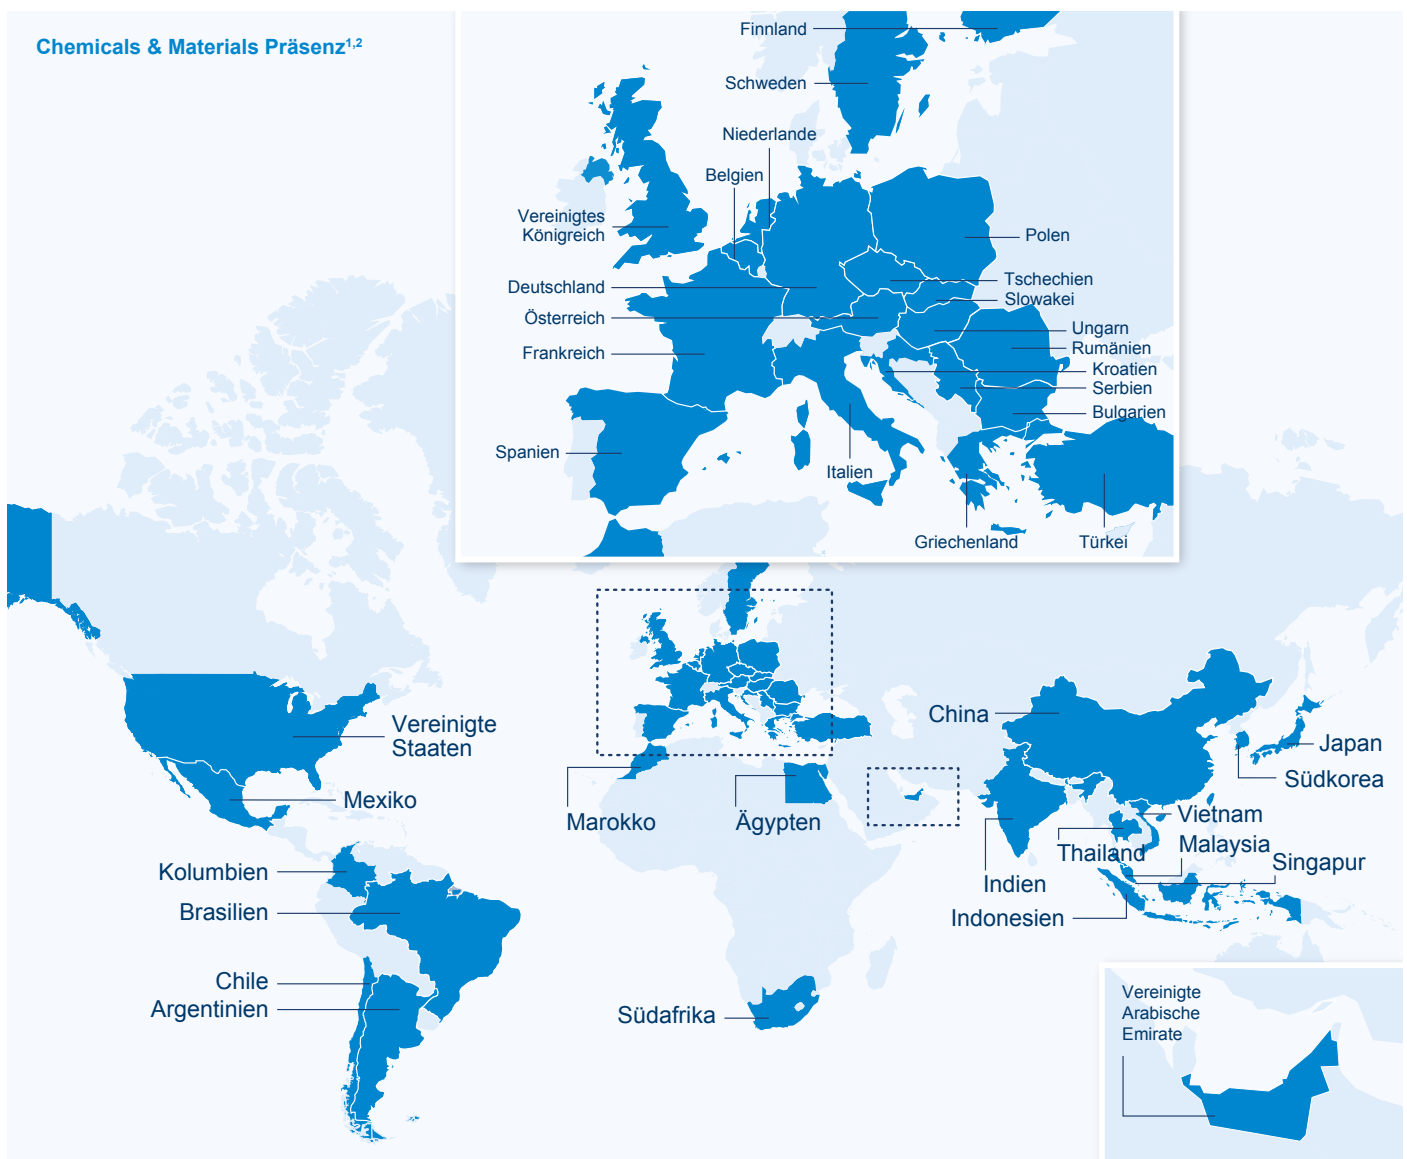 Chemicals & Materials Präsenz1,2
Finnland
Schweden
Niederlande
Belgien
Vereinigtes
Königreich
Polen
Tschechien
Deutschland
Slowakei
Österreich
Ungarn
Rumänien
Frankreich
Kroatien
Serbien
Bulgarien
Spanien
Italien
Griechenland
Türkei
Vereinigte
Staaten
China
Japan
Südkorea
Mexiko
Marokko
Ägypten
Vietnam
Thailand
Malaysia
Singapur
Kolumbien
Indien
Brasilien
Indonesien
Chile
Argentinien
Südafrika
Vereinigte
Arabische
Emirate